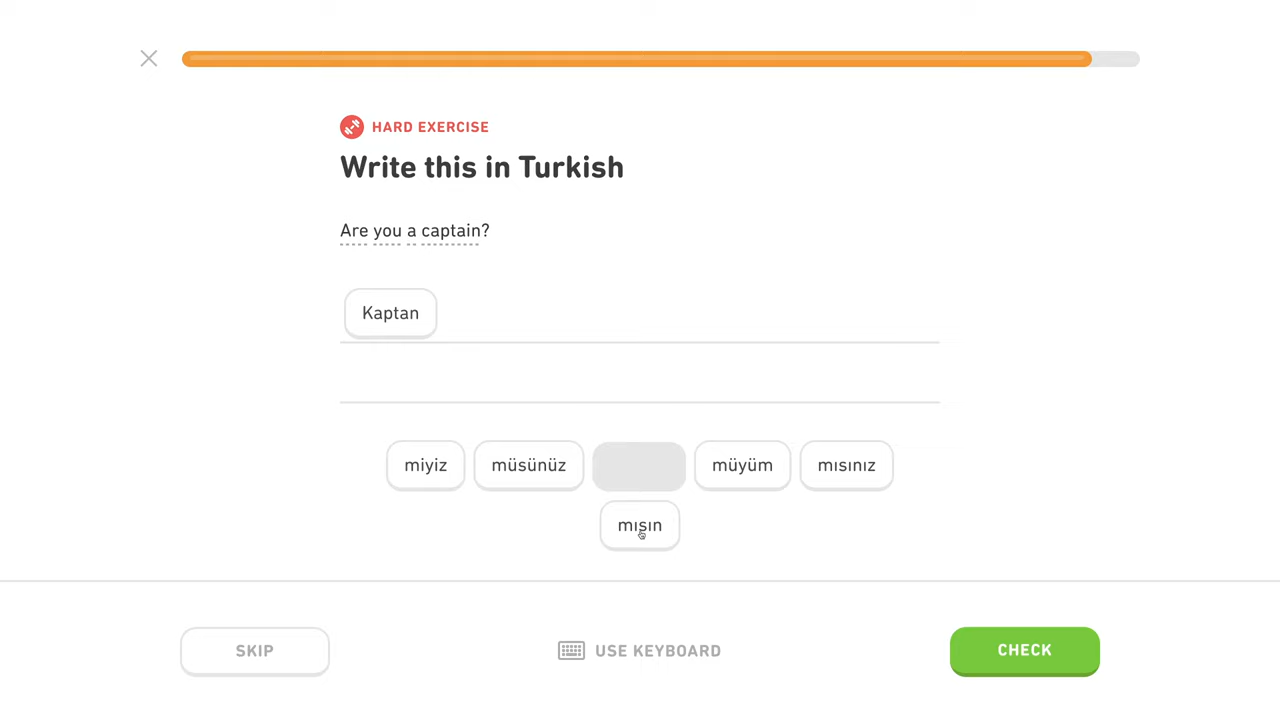 HARD EXERCISE
Write this in Turkish
Are you a captain?
Kaptan
miyiz müsünüz müyüm mısınız
mısın
SKIP USE KEYBOARD CHECK